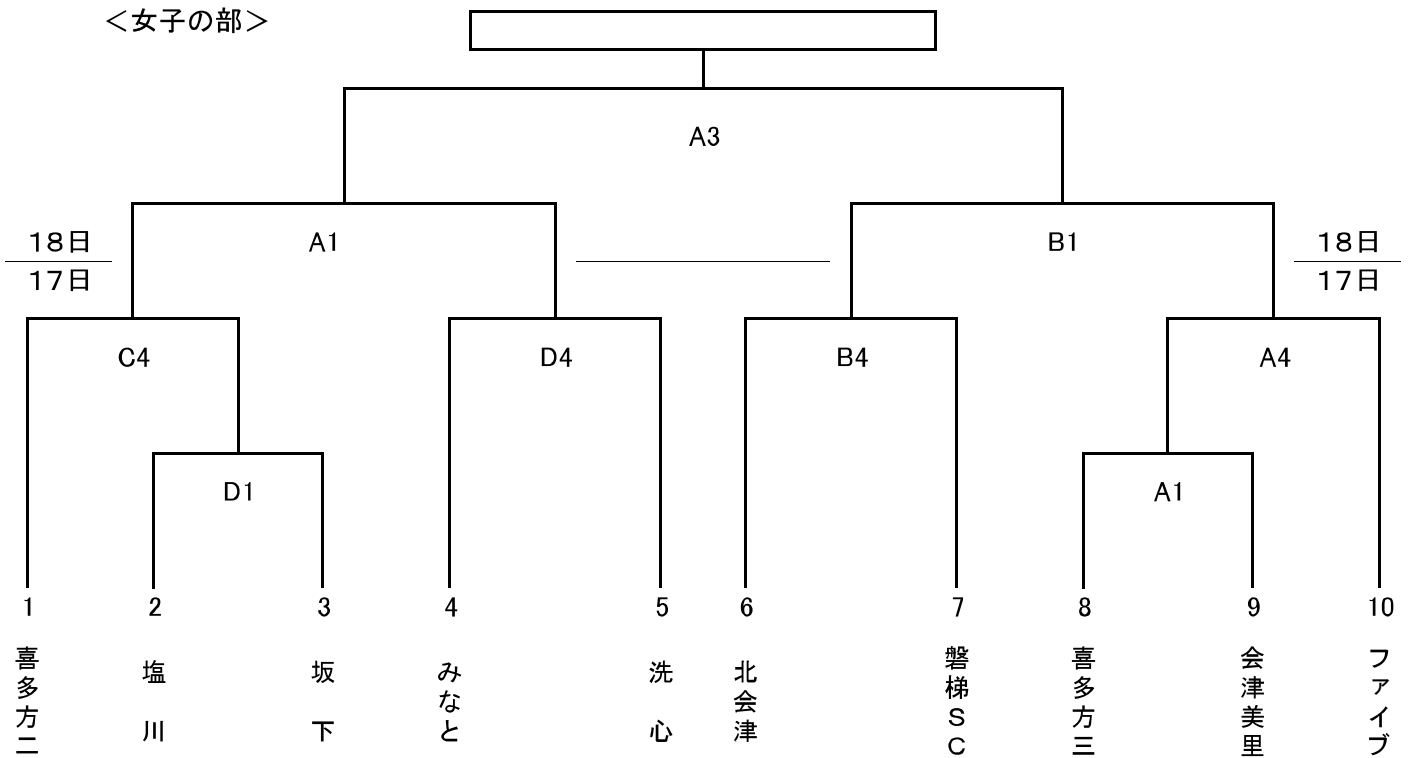 ＜女子の部＞
A3
18日
A1
B1
18日
17日
17日
C4
D4
B4
A4
D1
A1
1
2
3
4
5
6
7
8
9
10
喜多方二
塩川
坂下
みなと
洗心
北会津
磐梯ＳＣ
喜多方三
会津美里
ファイブ